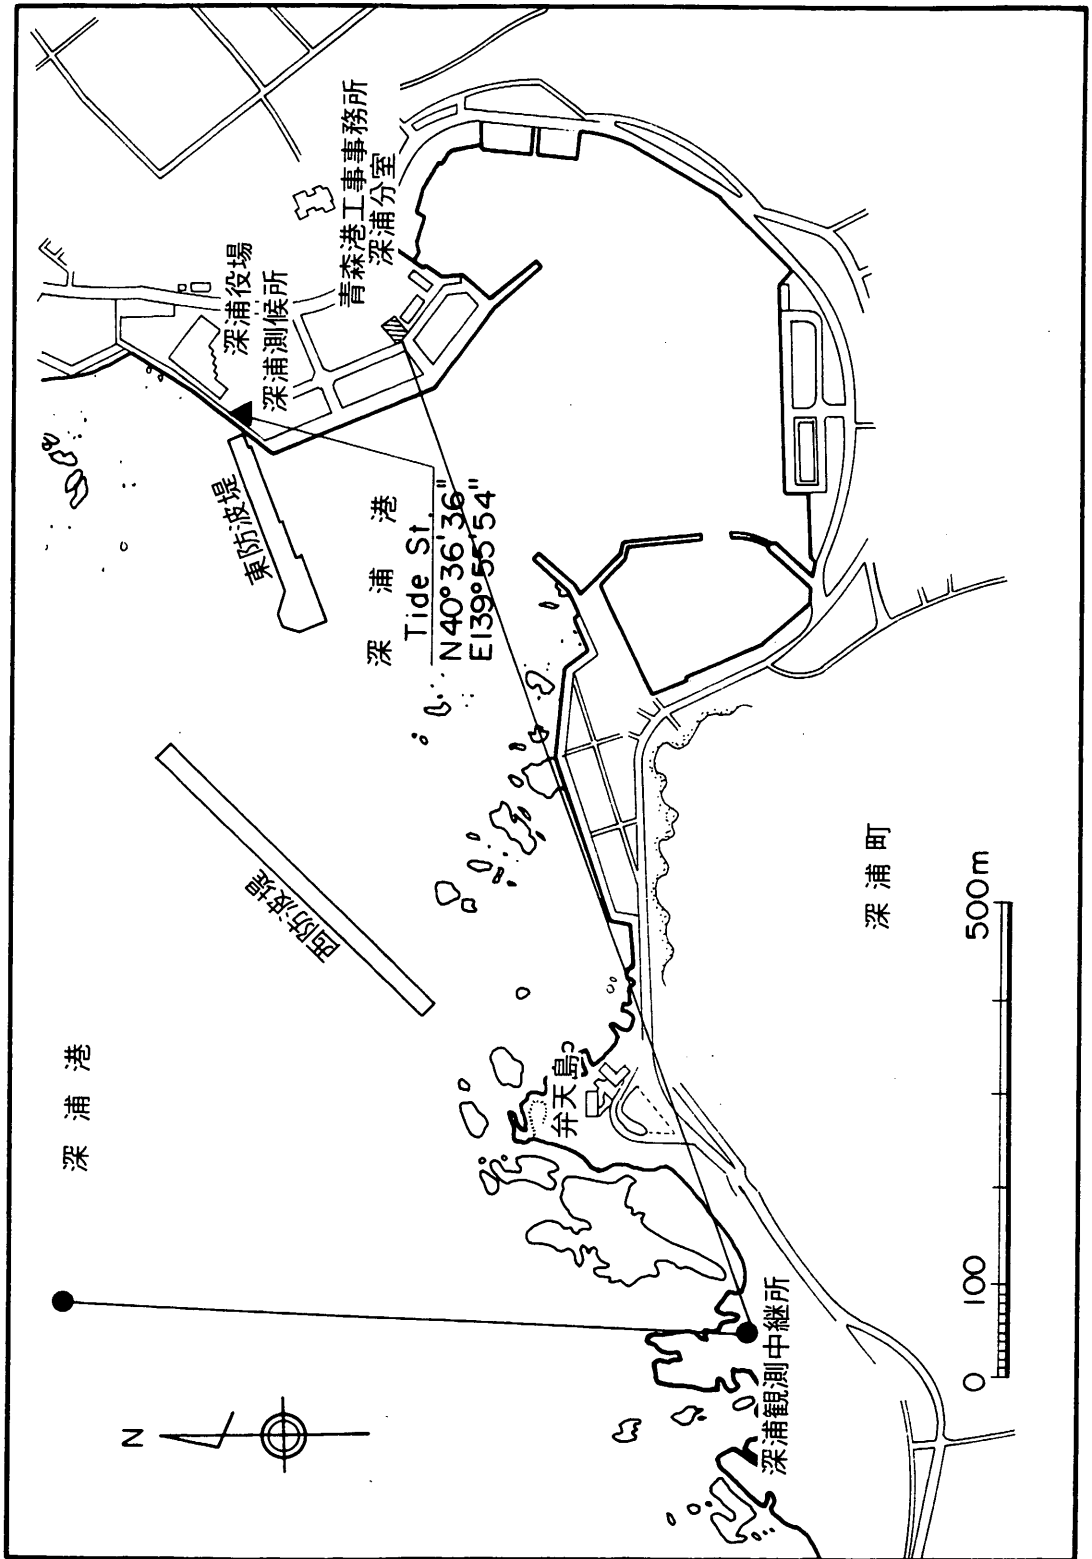 深浦港
N
西防波堤
東防波堤
深浦役場
深浦測候所
青森港工事事務所
深浦分室
深浦港
Tide St.
N40°36'36"
E139°55'54"
弁天島
深浦観測中継所
深浦町
0 100 500m